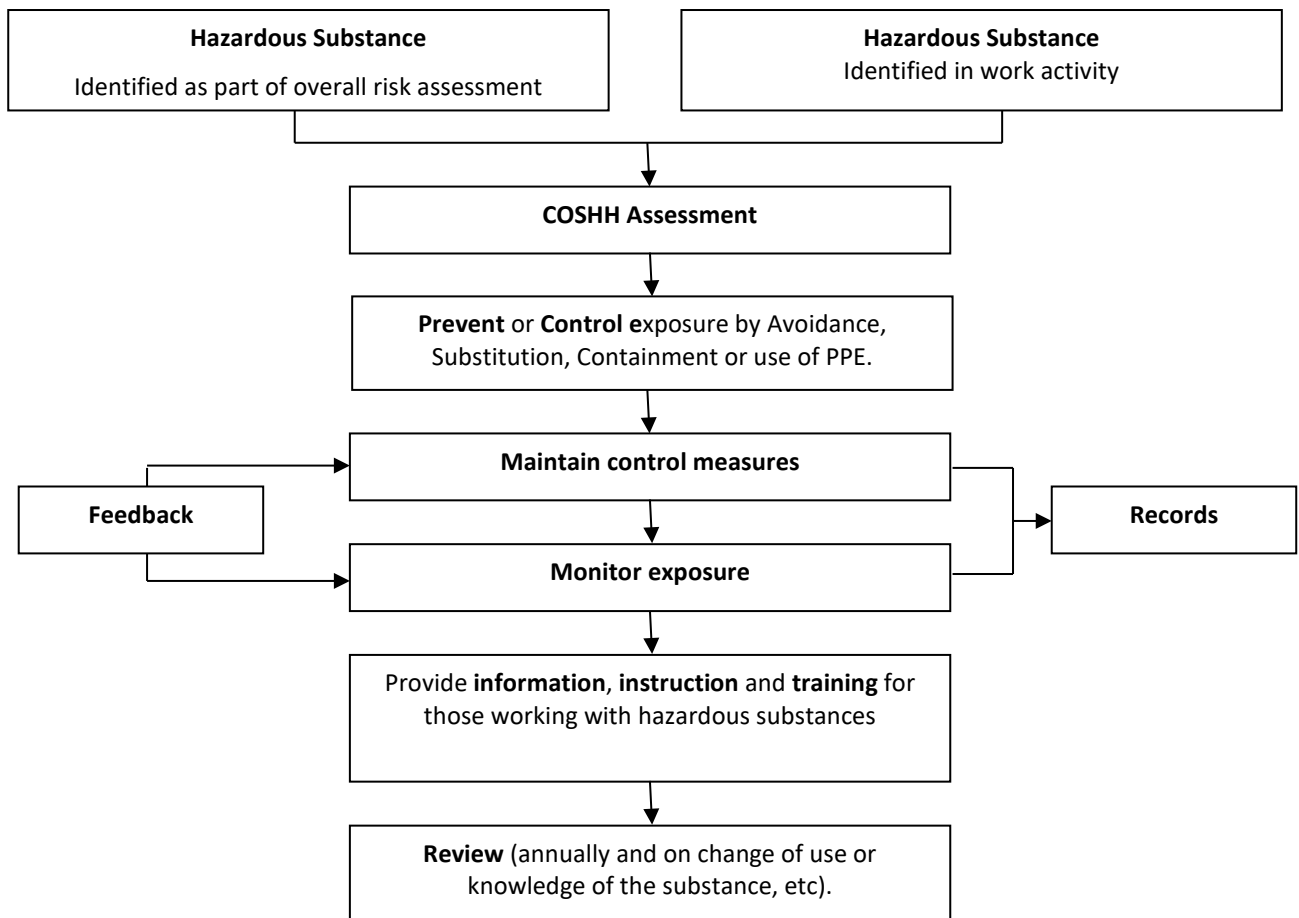 Hazardous Substance
Identified as part of overall risk assessment
Hazardous Substance
Identified in work activity
COSHH Assessment
Prevent or Control exposure by Avoidance,
Substitution, Containment or use of PPE.
Maintain control measures
Feedback
Records
Monitor exposure
Provide information, instruction and training for
those working with hazardous substances
Review (annually and on change of use or
knowledge of the substance, etc).